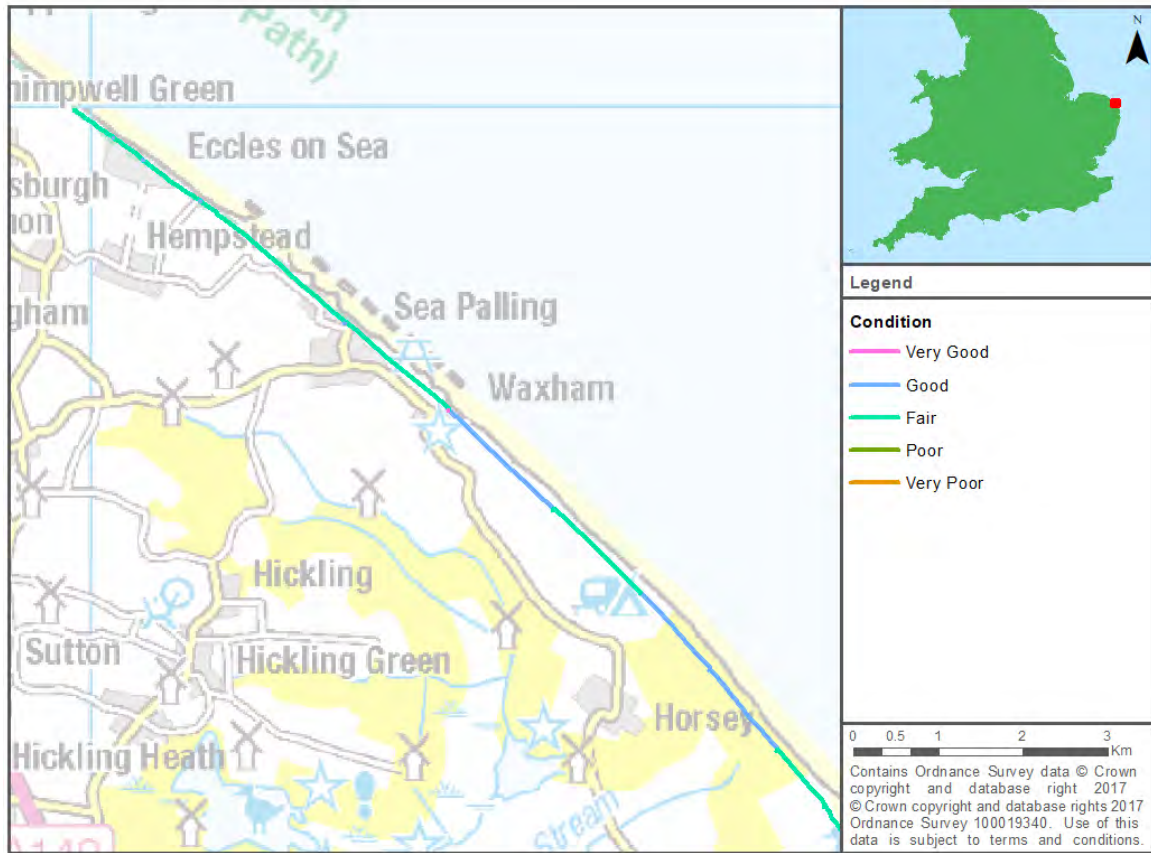 Path)
himpwell Green
Eccles on Sea
sburgh
Hempstead
Sea Palling
gham
Waxham
Hickling
Sutton
Hickling Green
Horsey
Hickling Heath
Stream
N
Legend
Condition
Very Good
Good
Fair
Poor
Very Poor
0 0.5 1 2 3
Km
Contains Ordnance Survey data © Crown
copyright and database right 2017
© Crown copyright and database rights 2017
Ordnance Survey 100019340. Use of this
data is subject to terms and conditions.